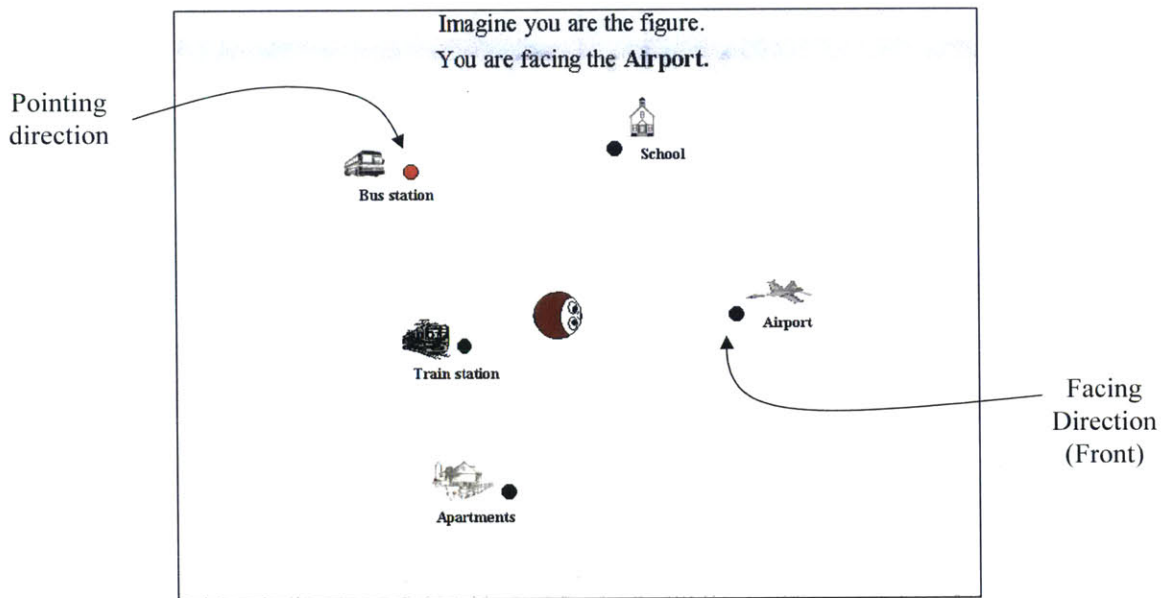 Imagine you are the figure.
You are facing the Airport.
Pointing
direction
School
Bus station
Airport
Train station
Facing
Direction
(Front)
Apartments